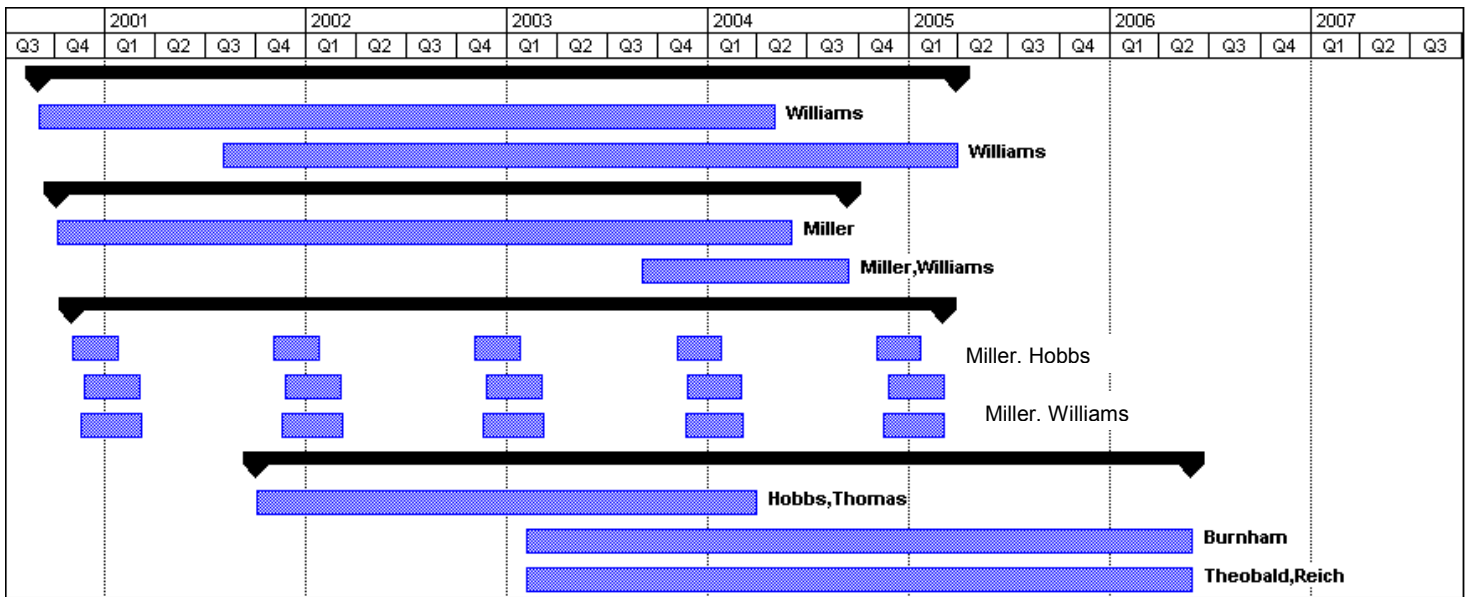 2001 2002 2003 2004 2005 2006 2007
Q3 Q4 Q1 Q2 Q3 Q4 Q1 Q2 Q3 Q4 Q1 Q2 Q3 Q4 Q1 Q2 Q3 Q4 Q1 Q2 Q3 Q4 Q1 Q2 Q3 Q4 Q1 Q2 Q3
Williams
Williams
Miller
Miller,Williams
Miller. Hobbs
Miller. Williams
Hobbs,Thomas
Burnham
Theobald,Reich